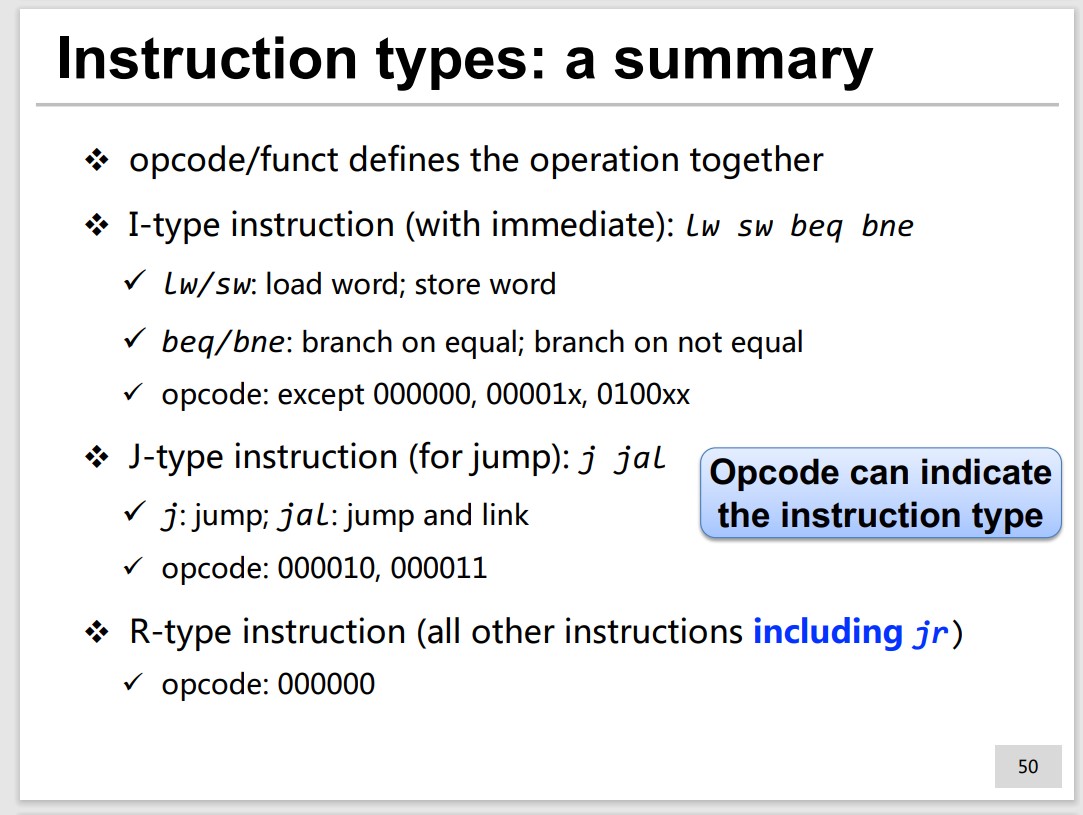 Instruction types: a summary
❖ opcode/funct defines the operation together
❖ I-type instruction (with immediate): lw sw beq bne
✓ lw/sw: load word; store word
✓ beq/bne: branch on equal; branch on not equal
✓ opcode: except 000000, 00001x, 0100xx
❖ J-type instruction (for jump): j jal
✓ j: jump; jal: jump and link
✓ opcode: 000010, 000011
Opcode can indicate
the instruction type
❖ R-type instruction (all other instructions including jr)
✓ opcode: 000000
50